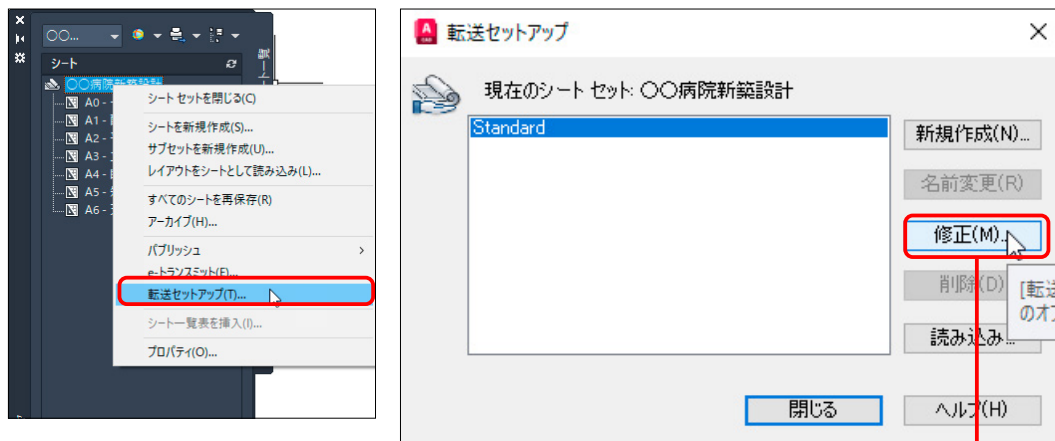 〇〇...
シート
〇〇病院新築設計
A0 -
A1 -
A2 -
A3 -
A4 -
A5 -
A6 -
シート セットを閉じる(C)
シートを新規作成(S)...
サブセットを新規作成(U)...
レイアウトをシートとして読み込み(L)...
すべてのシートを再保存(R)
アーカイブ(H)...
パブリッシュ
e-トランスミット(E)...
転送セットアップ(T)...
シート一覧表を挿入(I)...
プロパティ(O)...
転送セットアップ
現在のシート セット: 〇〇病院新築設計
Standard
新規作成(N)...
名前変更(R)
修正(M)...
削除(D)
[転送
のオプ
読み込み...
閉じる
ヘルプ(H)